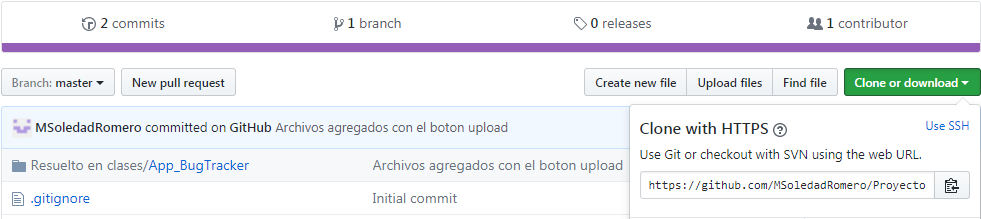 2 commits 1 branch 0 releases 1 contributor
Branch: master New pull request Create new file Upload files Find file Clone or download
MSoledadRomero committed on GitHub Archivos agregados con el boton upload
Clone with HTTPS ? Use SSH
Use Git or checkout with SVN using the web URL.
Resuelto en clases/App_BugTracker Archivos agregados con el boton upload
https://github.com/MSoledadRomero/Proyecto
.gitignore Initial commit